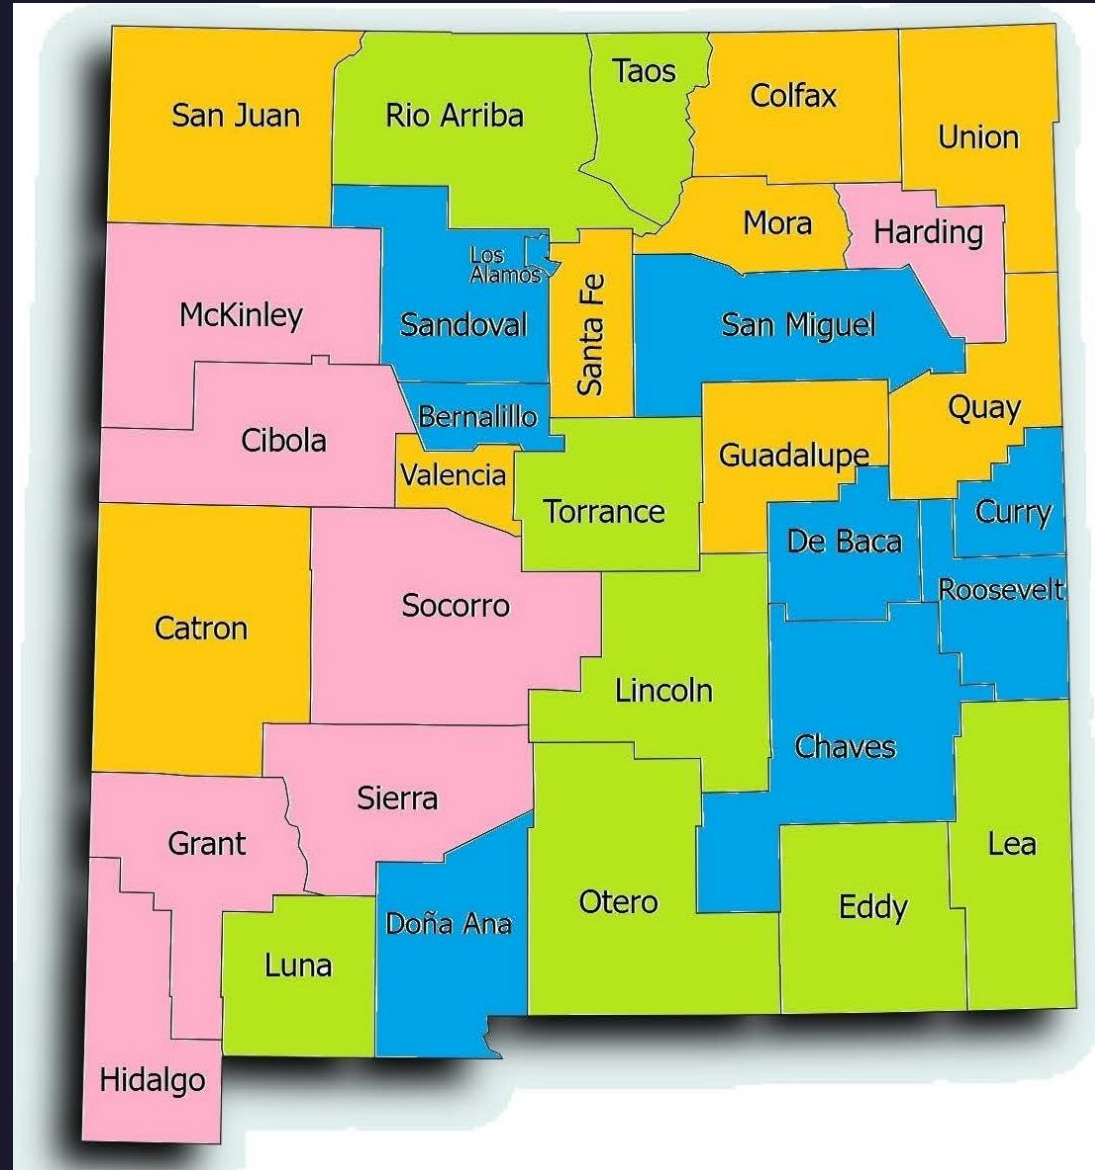 Taos
San Juan
Rio Arriba
Colfax
Union
Mora
Harding
Los
Alamos
McKinley
Sandoval
Santa Fe
San Miguel
Bernalillo
Quay
Cibola
Valencia
Guadalupe
Torrance
Curry
De Baca
Roosevelt
Socorro
Catron
Lincoln
Chaves
Sierra
Grant
Lea
Otero
Eddy
Doña Ana
Luna
Hidalgo